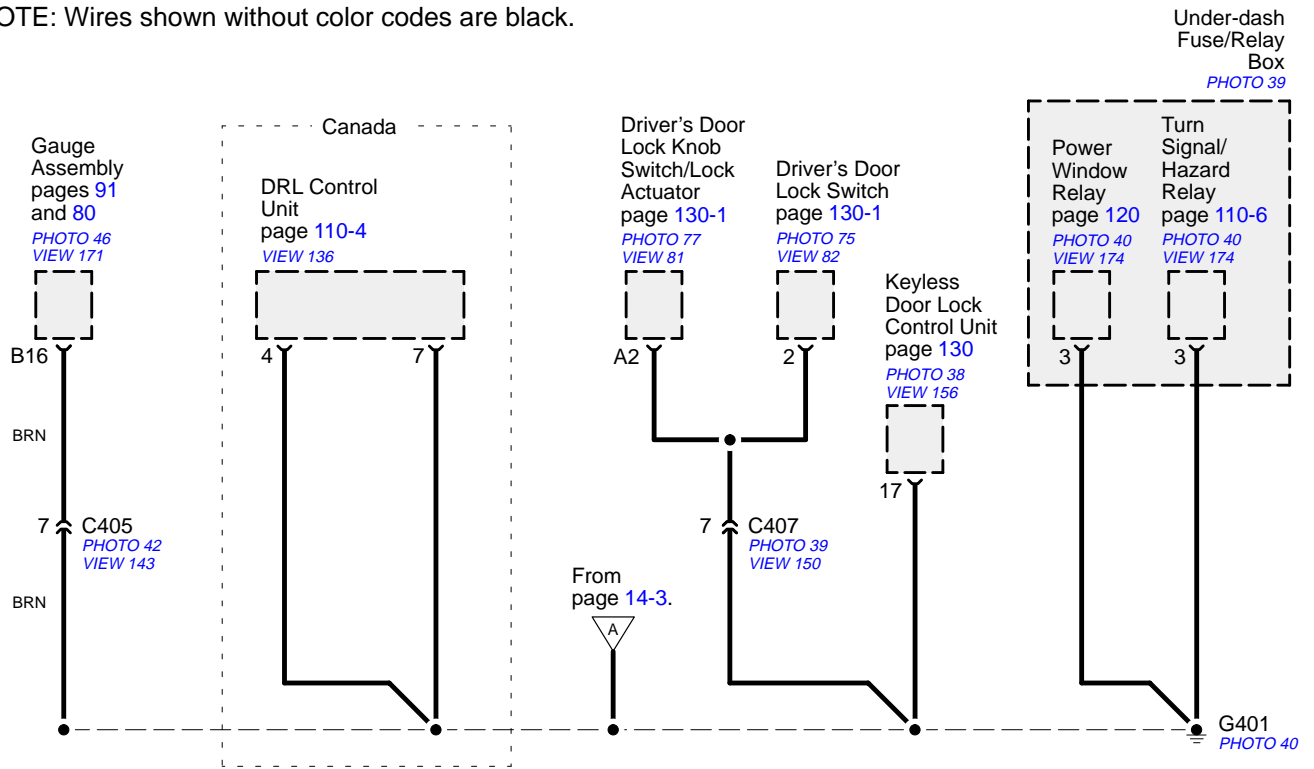 OTE: Wires shown without color codes are black.
Under-dash
Fuse/Relay
Box
PHOTO 39
Gauge
Assembly
pages 91
and 80
PHOTO 46
VIEW 171
Canada
DRL Control
Unit
page 110-4
VIEW 136
Driver's Door
Lock Knob
Switch/Lock
Actuator
page 130-1
PHOTO 77
VIEW 81
Driver's Door
Lock Switch
page 130-1
PHOTO 75
VIEW 82
Keyless
Door Lock
Control Unit
page 130
PHOTO 38
VIEW 156
Power
Window
Relay
page 120
PHOTO 40
VIEW 174
Turn
Signal/
Hazard
Relay
page 110-6
PHOTO 40
VIEW 174
B16
4
7
A2
2
3
3
BRN
17
7
C405
PHOTO 42
VIEW 143
7
C407
PHOTO 39
VIEW 150
BRN
From
page 14-3.
A
G401
PHOTO 40